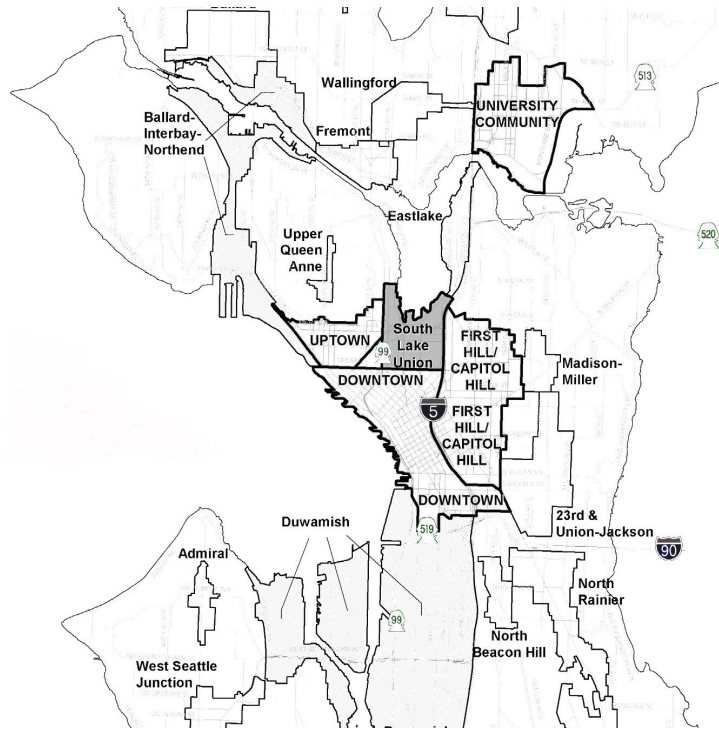 Ballard
Wallingford
513
UNIVERSITY
COMMUNITY
Ballard-
Interbay-
Northend
Fremont
Eastlake
520
Upper
Queen
Anne
UPTOWN
99
South
Lake
Union
FIRST
HILL/
CAPITOL
HILL
Madison-
Miller
DOWNTOWN
5
FIRST
HILL/
CAPITOL
HILL
DOWNTOWN
519
23rd &
Union-Jackson
90
Duwamish
Admiral
99
North
Rainier
North
Beacon Hill
West Seattle
Junction